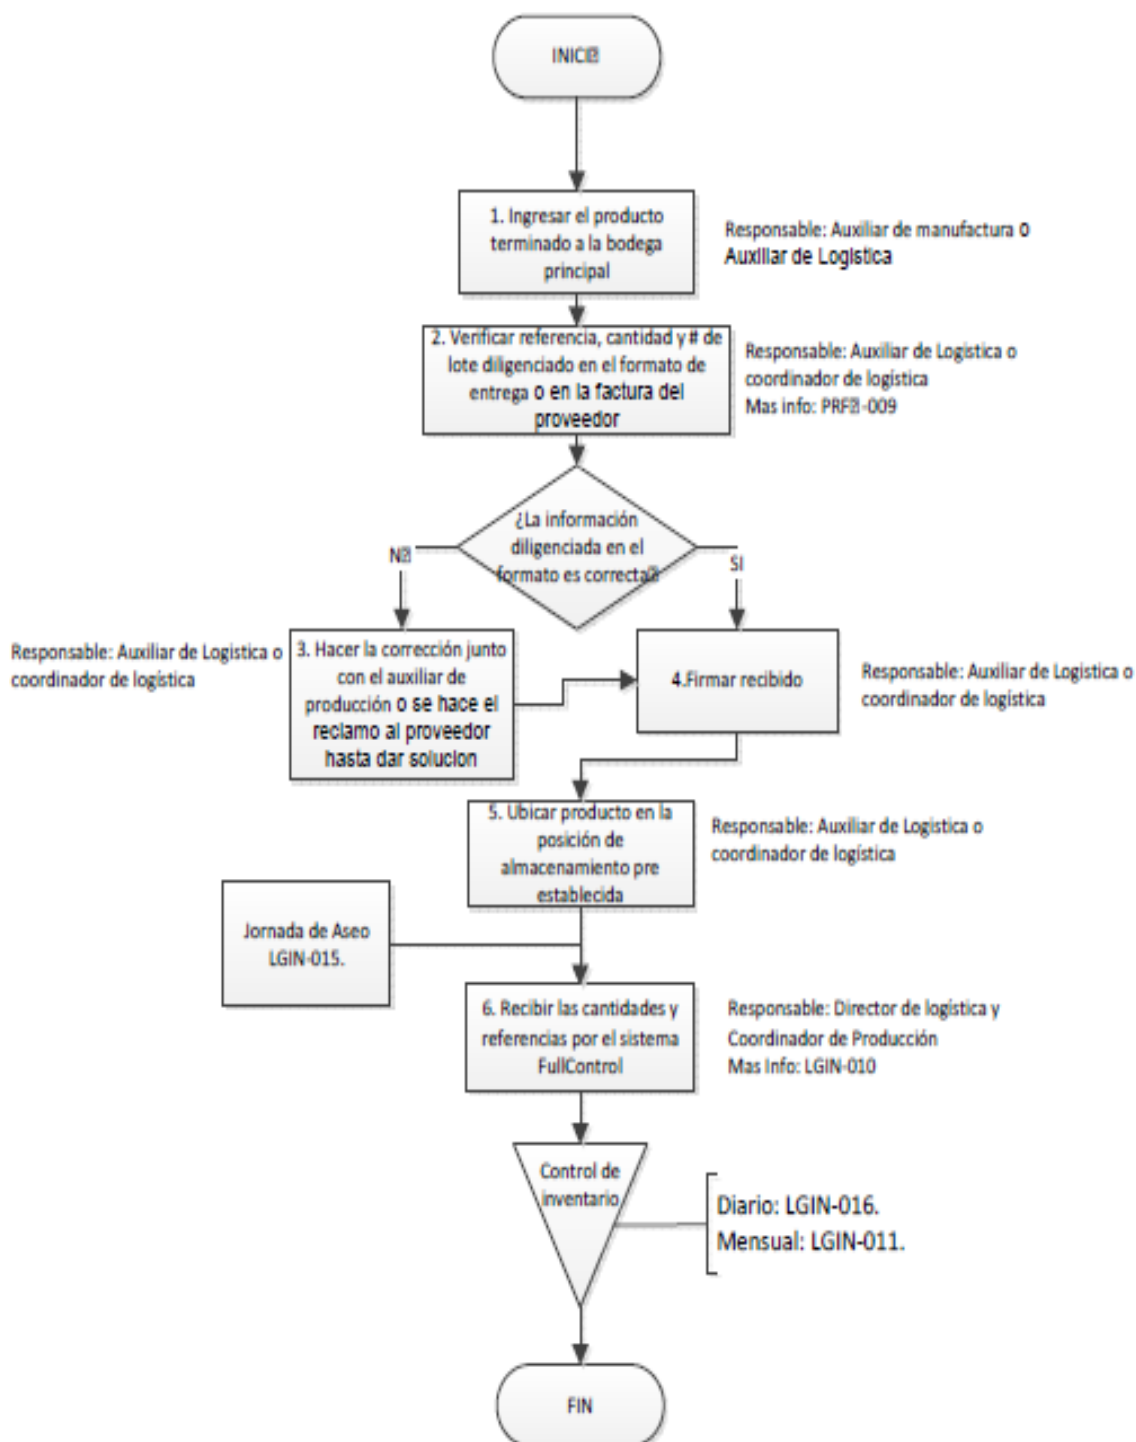 INICI�
1. Ingresar el producto
terminado a la bodega
principal
Responsable: Auxiliar de manufactura o
Auxiliar de Logistica
2. Verificar referencia, cantidad y # de
lote diligenciado en el formato de
entrega o en la factura del
proveedor
Responsable: Auxiliar de Logistica o
coordinador de logística
Mas info: PRF�-009
¿La información
diligenciada en el
formato es correcta�
N�
SI
Responsable: Auxiliar de Logistica o
coordinador de logística
3. Hacer la corrección junto
con el auxiliar de
producción o se hace el
reclamo al proveedor
hasta dar solucion
4.Firmar recibido
Responsable: Auxiliar de Logistica o
coordinador de logística
5. Ubicar producto en la
posición de
almacenamiento pre
establecida
Responsable: Auxiliar de Logistica o
coordinador de logística
Jornada de Aseo
LGIN-015.
6. Recibir las cantidades y
referencias por el sistema
FullControl
Responsable: Director de logística y
Coordinador de Producción
Mas Info: LGIN-010
Control de
inventario
Diario: LGIN-016.
Mensual: LGIN-011.
FIN